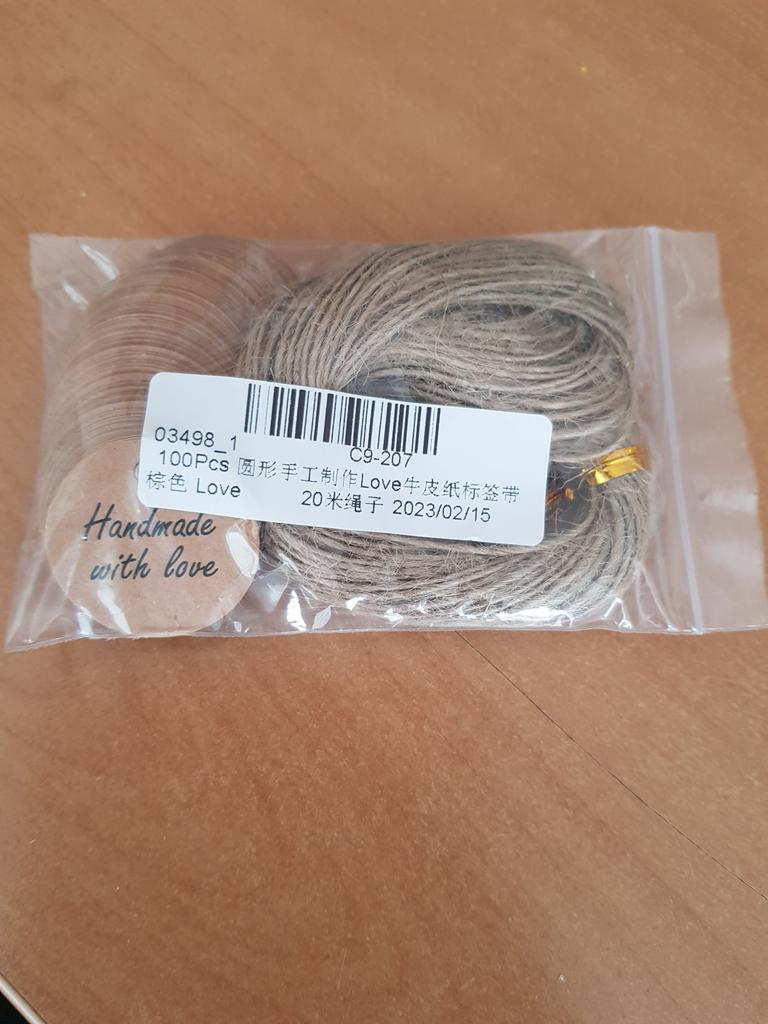 03498_1
C9-207
100Pcs 圆形手工制作Love牛皮纸标签带
棕色 Love 20米绳子 2023/02/15
Handmade
with love